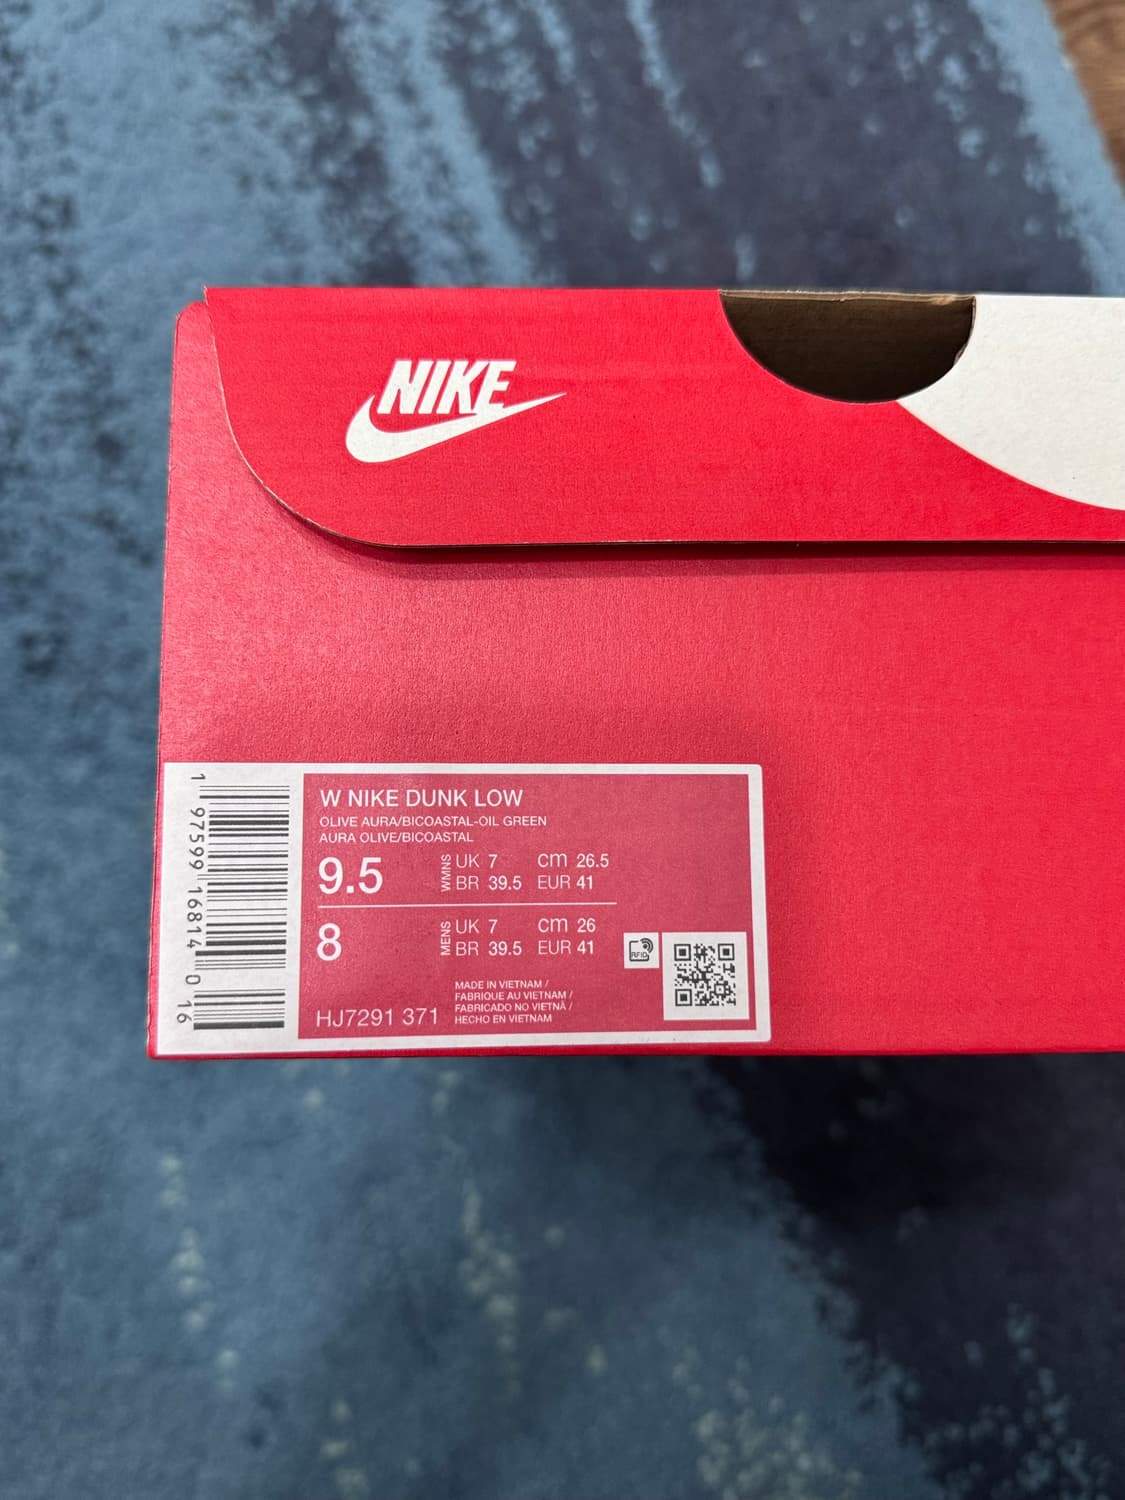 NIKE
1 97599 16814 0 16
W NIKE DUNK LOW
OLIVE AURA/BICOASTAL-OIL GREEN
AURA OLIVE/BICOASTAL
9.5 WMNS UK 7 cm 26.5
BR 39.5 EUR 41
8 MENS UK 7 cm 26
BR 39.5 EUR 41
RFID
MADE IN VIETNAM /
FABRIQUE AU VIETNAM /
FABRICADO NO VIETNÃ /
HECHO EN VIETNAM
HJ7291 371